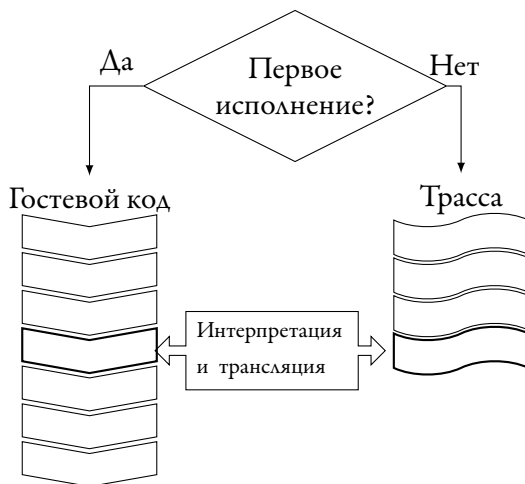 Первое
исполнение?
Да
Нет
Гостевой код
Трасса
Интерпретация
и трансляция